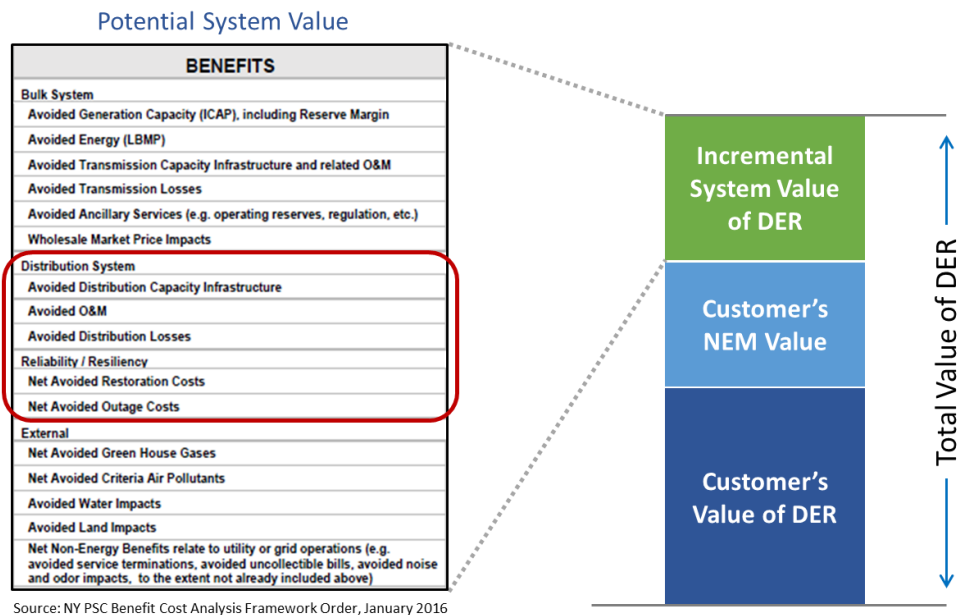 Potential System Value
BENEFITS
Bulk System
Avoided Generation Capacity (ICAP), including Reserve Margin
Avoided Energy (LBMP)
Avoided Transmission Capacity Infrastructure and related O&M
Avoided Transmission Losses
Avoided Ancillary Services (e.g. operating reserves, regulation, etc.)
Wholesale Market Price Impacts
Distribution System
Avoided Distribution Capacity Infrastructure
Avoided O&M
Avoided Distribution Losses
Reliability / Resiliency
Net Avoided Restoration Costs
Net Avoided Outage Costs
External
Net Avoided Green House Gases
Net Avoided Criteria Air Pollutants
Avoided Water Impacts
Avoided Land Impacts
Net Non-Energy Benefits relate to utility or grid operations (e.g.
avoided service terminations, avoided uncollectible bills, avoided noise
and odor impacts, to the extent not already included above)
Source: NY PSC Benefit Cost Analysis Framework Order, January 2016
Incremental
System Value
of DER
Customer's
NEM Value
Customer's
Value of DER
Total Value of DER